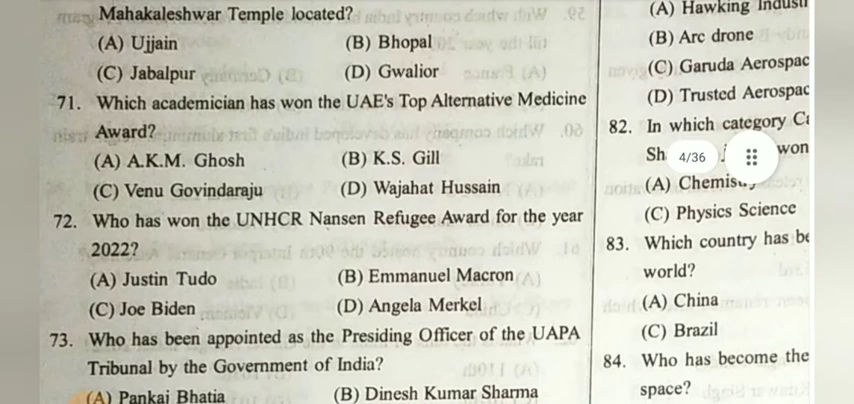 Mahakaleshwar Temple located?
(A) Ujjain (B) Bhopal
(C) Jabalpur (D) Gwalior
71. Which academician has won the UAE's Top Alternative Medicine
Award?
(A) A.K.M. Ghosh (B) K.S. Gill
(C) Venu Govindaraju (D) Wajahat Hussain
72. Who has won the UNHCR Nansen Refugee Award for the year
2022?
(A) Justin Tudo (B) Emmanuel Macron
(C) Joe Biden (D) Angela Merkel
73. Who has been appointed as the Presiding Officer of the UAPA
Tribunal by the Government of India?
(A) Pankaj Bhatia (B) Dinesh Kumar Sharma
(A) Hawking
(B) Arc drone
(C) Garuda Aerospac
(D) Trusted Aerospac
82. In which category
Sh 4/36 won
(A)
(C) Physics Science
83. Which country has be
world?
(A) China
(C) Brazil
84. Who has become the
space?